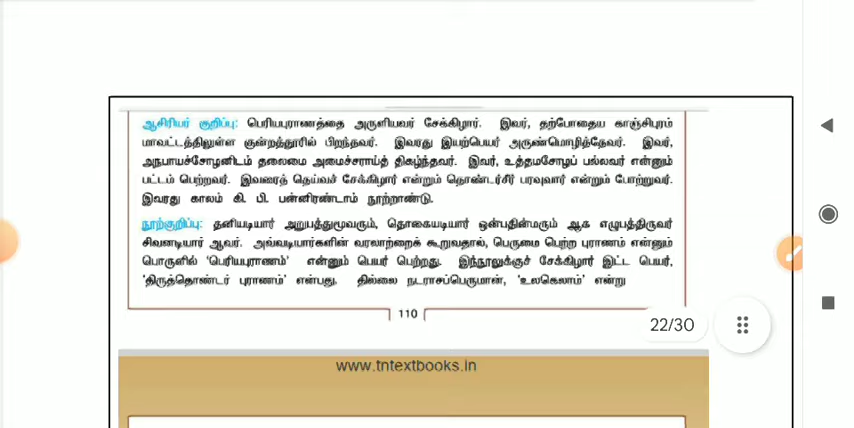 ஆசிரியர் குறிப்பு: பெரியபுராணத்தை அருளியவர் சேக்கிழார். இவர், தற்போதைய காஞ்சிபுரம்
மாவட்டத்திலுள்ள குன்றத்தூரில் பிறந்தவர். இவரது இயற்பெயர் அருண்மொழித்தேவர். இவர்,
அநபாயச்சோழனிடம் தலைமை அமைச்சராய்த் திகழ்ந்தவர். இவர், உத்தமசோழப் பல்லவர் என்னும்
பட்டம் பெற்றவர். இவரைத் தெய்வச் சேக்கிழார் என்றும் தொண்டர்சீர் பரவுவார் என்றும் போற்றுவர்.
இவரது காலம் கி. பி. பன்னிரண்டாம் நூற்றாண்டு.
நூற்குறிப்பு: தனியடியார் அறுபத்துமூவரும், தொகையடியார் ஒன்பதின்மரும் ஆக எழுபத்திருவர்
சிவனடியார் ஆவர். அவ்வடியார்களின் வரலாற்றைக் கூறுவதால், பெருமை பெற்ற புராணம் என்னும்
பொருளில் 'பெரியபுராணம்' என்னும் பெயர் பெற்றது. இந்நூலுக்குச் சேக்கிழார் இட்ட பெயர்,
'திருத்தொண்டர் புராணம்' என்பது. தில்லை நடராசப்பெருமான், 'உலகெலாம்' என்று
110
22/30
www.tntextbooks.in